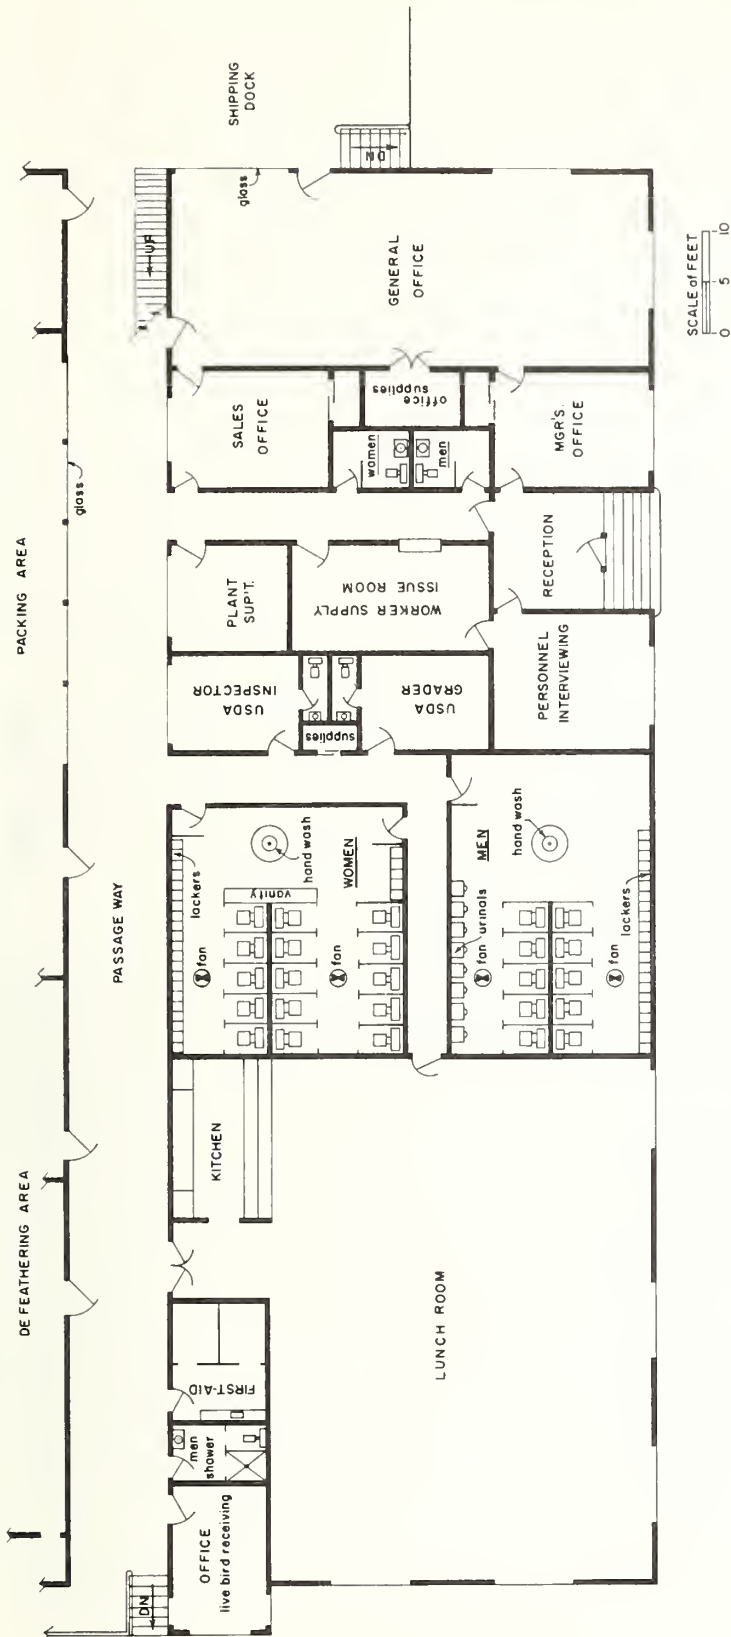 SHIPPING
DOCK
glass
DN
UP
GENERAL
OFFICE
SCALE of FEET
0
5
10
SALES
OFFICE
office
supplies
MGR'S.
OFFICE
women
men
glass
PACKING AREA
PLANT
SUP'T.
WORKER SUPPLY
ISSUE ROOM
RECEPTION
USDA
INSPECTOR
USDA
GRADER
supplies
PERSONNEL
INTERVIEWING
PASSAGE WAY
lockers
hand wash
WOMEN
vanity
fan
fan
MEN
hand wash
urinals
fan
fan
lockers
KITCHEN
DEFEATHERING AREA
LUNCH ROOM
FIRST-AID
men
shower
OFFICE
live bird receiving
DN